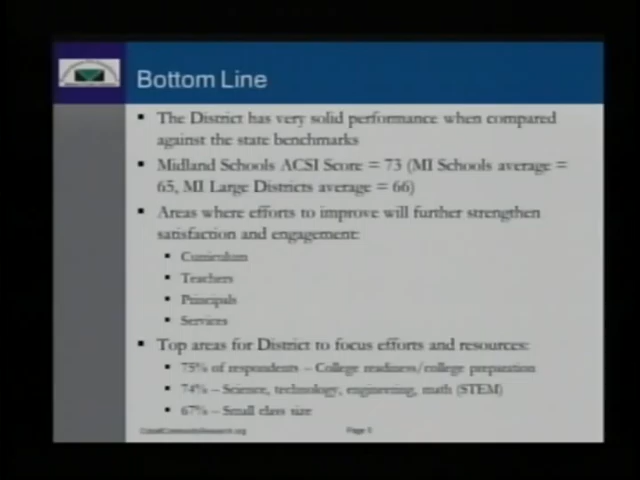 Bottom Line
▪ The District has very solid performance when compared
against the state benchmarks
▪ Midland Schools ACSI Score = 73 (MI Schools average =
65, MI Large Districts average = 66)
▪ Areas where efforts to improve will further strengthen
satisfaction and engagement:
▪ Curriculum
▪ Teachers
▪ Principals
▪ Services
▪ Top areas for District to focus efforts and resources:
▪ 75% of respondents – College readiness/college preparation
▪ 74% – Science, technology, engineering, math (STEM)
▪ 67% – Small class size
Page